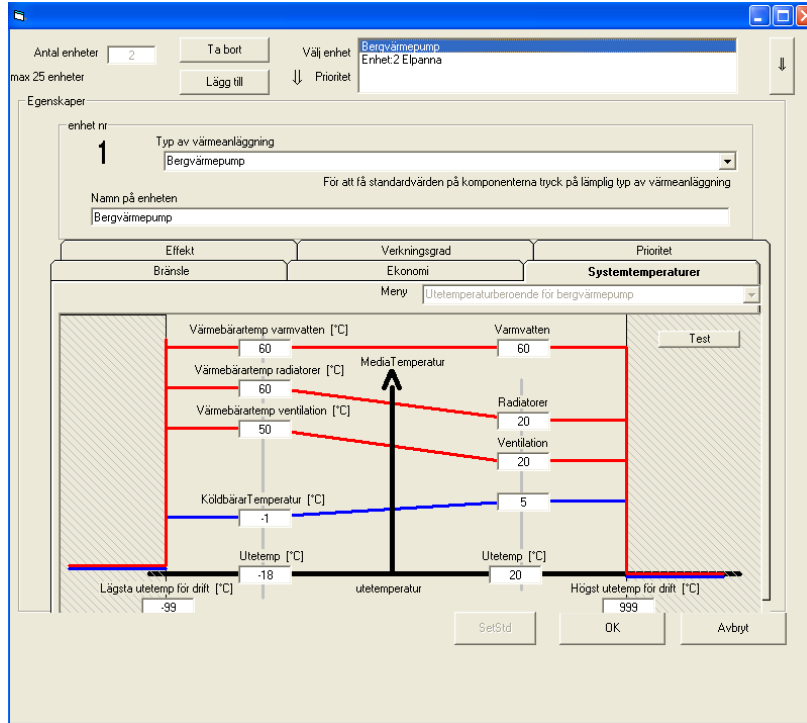 Antal enheter 2 Ta bort Välj enhet Bergvärmepump
Enhet:2 Elpanna
max 25 enheter Lägg till ⇓ Prioritet ⇓
Egenskaper
enhet nr
1 Typ av värmeanläggning
Bergvärmepump
För att få standardvärden på komponenterna tryck på lämplig typ av värmeanläggning
Namn på enheten
Bergvärmepump
Effekt Verkningsgrad Prioritet
Bränsle Ekonomi Systemtemperaturer
Meny Utetemperaturberoende för bergvärmepump
Värmebärartemp varmvatten [°C] Varmvatten Test
60 60
Värmebärartemp radiatorer [°C] MediaTemperatur
60 Radiatorer
Värmebärartemp ventilation [°C] 20
50 Ventilation
20
KöldbärarTemperatur [°C] 5
-1
Utetemp [°C] Utetemp [°C]
-18 20
Lägsta utetemp för drift [°C] utetemperatur Högst utetemp för drift [°C]
-99 999
SetStd OK Avbryt